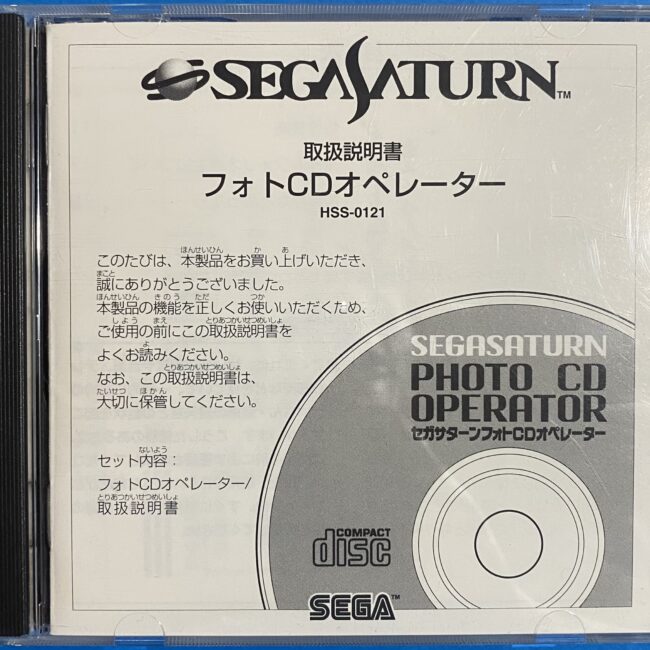 SEGASATURN™
取扱説明書
フォトCDオペレーター
HSS-0121
このたびは、本製品をお買い上げいただき、
誠にありがとうございました。
本製品の機能を正しくお使いいただくため、
ご使用の前にこの取扱説明書を
よくお読みください。
なお、この取扱説明書は、
大切に保管してください。
セット内容：
フォトCDオペレーター/
取扱説明書
SEGASATURN
PHOTO CD
OPERATOR
セガサターンフォトCDオペレーター
COMPACT
disc
SEGA™